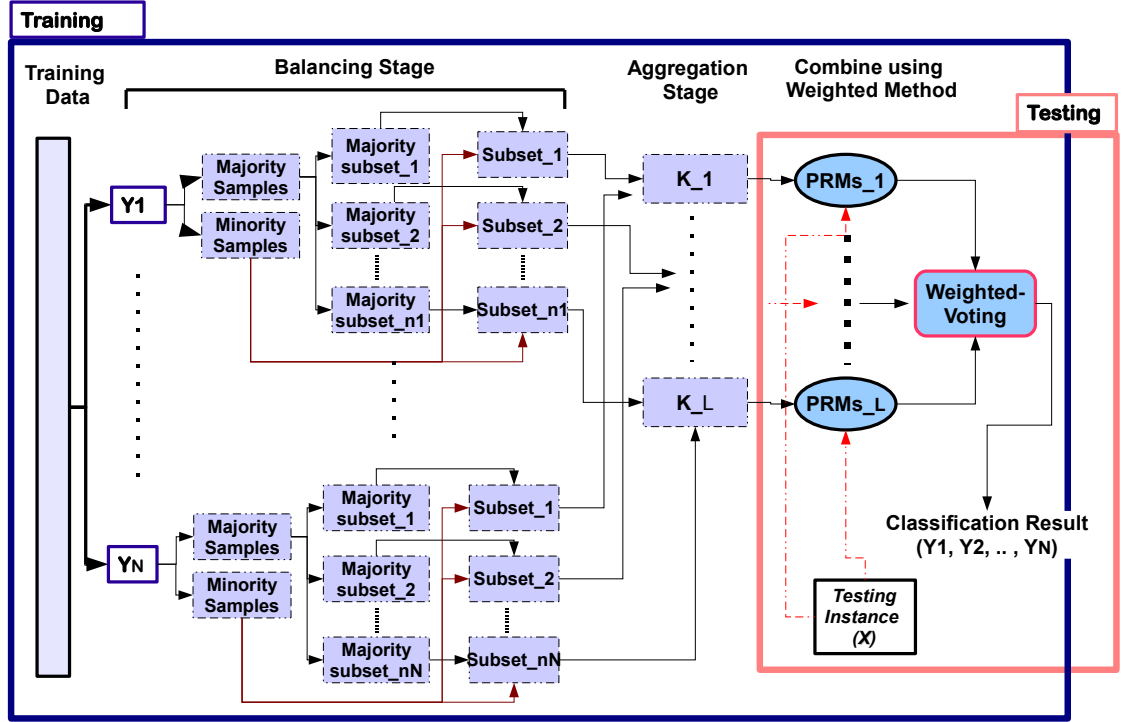 Training
Training
Data
Balancing Stage
Aggregation
Stage
Combine using
Weighted Method
Testing
Y1
Majority
Samples
Minority
Samples
Majority
subset_1
Majority
subset_2
Majority
subset_n1
Subset_1
Subset_2
Subset_n1
K_1
K_L
PRMs_1
PRMs_L
Weighted-
Voting
YN
Majority
Samples
Minority
Samples
Majority
subset_1
Majority
subset_2
Majority
subset_nN
Subset_1
Subset_2
Subset_nN
Classification Result
(Y1, Y2, .. , YN)
Testing
Instance
(X)